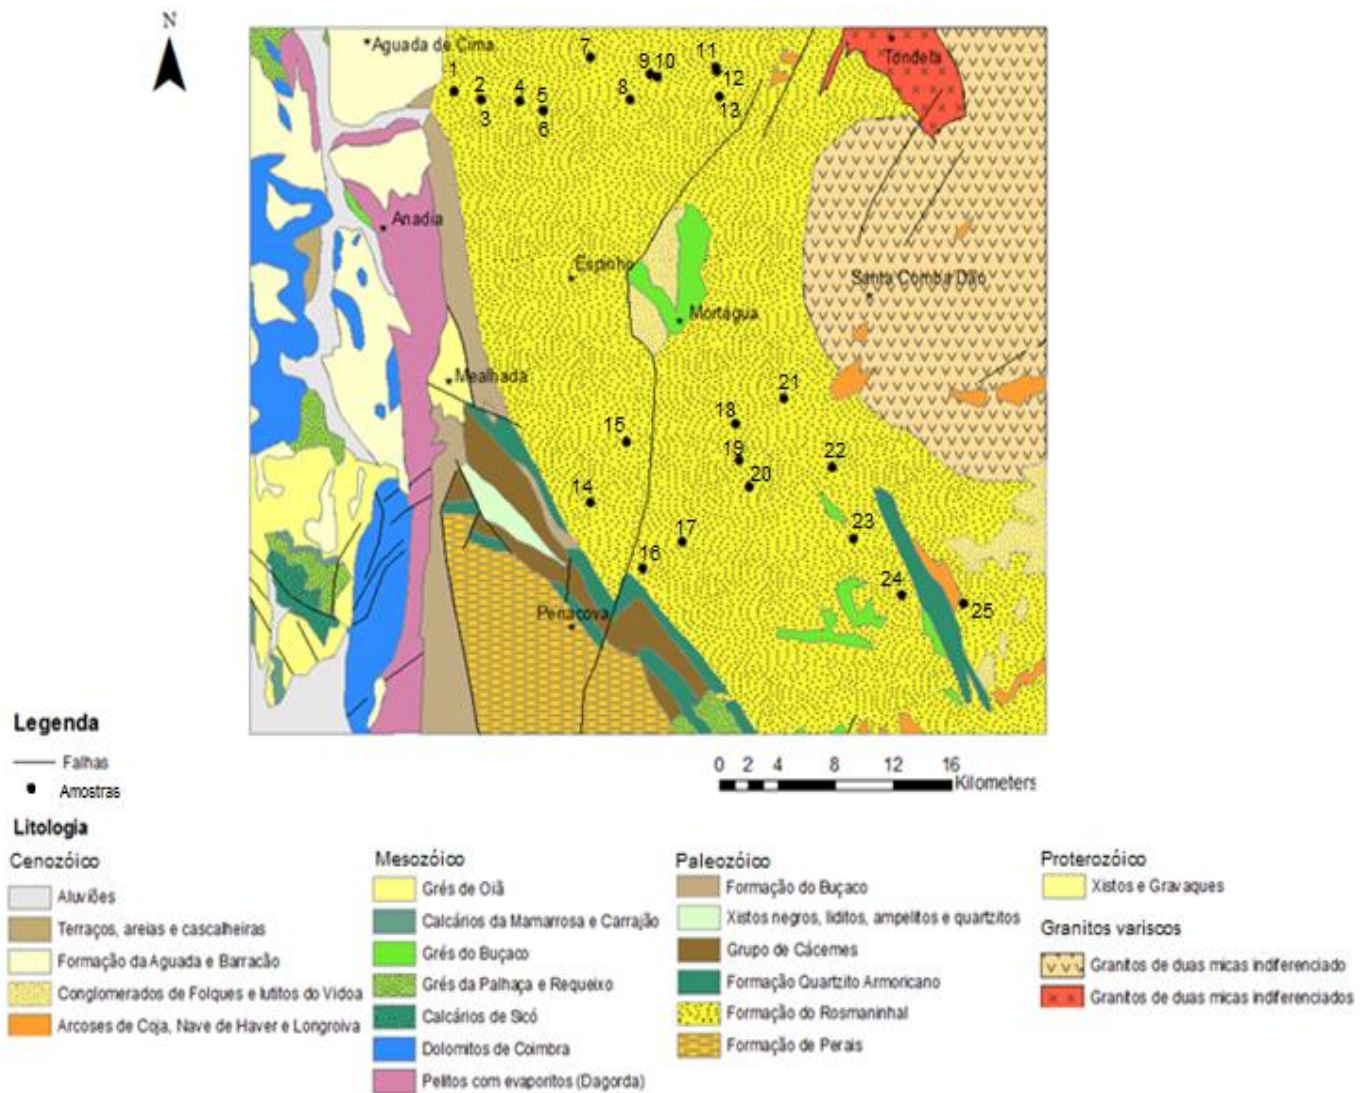 N
Aguada de Cima
Tondela
1
2
3
4
5
6
7
8
9
10
11
12
13
Anadia
Espinho
Santa Comba Dão
Mortágua
Mealhada
21
18
15
19
22
20
14
17
23
16
24
25
Penacova
Legenda
Falhas
Amostras
0 2 4 8 12 16
Kilometers
Litologia
Cenozóico
Aluviões
Terraços, areias e cascalheiras
Formação da Aguada e Barracão
Conglomerados de Folques e lutitos do Vidoa
Arcoses de Coja, Nave de Haver e Longroiva
Mesozóico
Grés de Oiã
Calcários da Mamarrosa e Carrajão
Grés do Buçaco
Grés da Palhaça e Requeixo
Calcários de Sicó
Dolomitos de Coimbra
Pelitos com evaporitos (Dagorda)
Paleozóico
Formação do Buçaco
Xistos negros, liditos, ampelitos e quartzitos
Grupo de Cácemes
Formação Quartzito Armoricano
Formação do Rosmaninhal
Formação de Perais
Proterozóico
Xistos e Gravaques
Granitos variscos
Granitos de duas micas indiferenciado
Granitos de duas micas indiferenciados